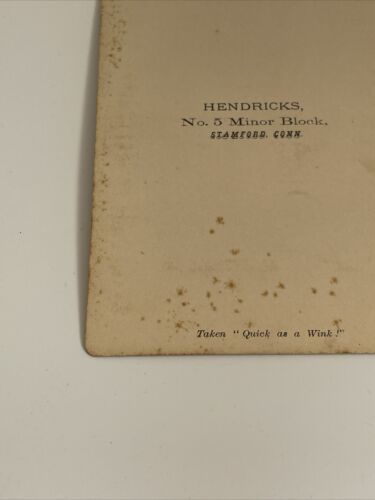 HENDRICKS,
No. 5 Minor Block,
STAMFORD, CONN.
Taken "Quick as a Wink!"